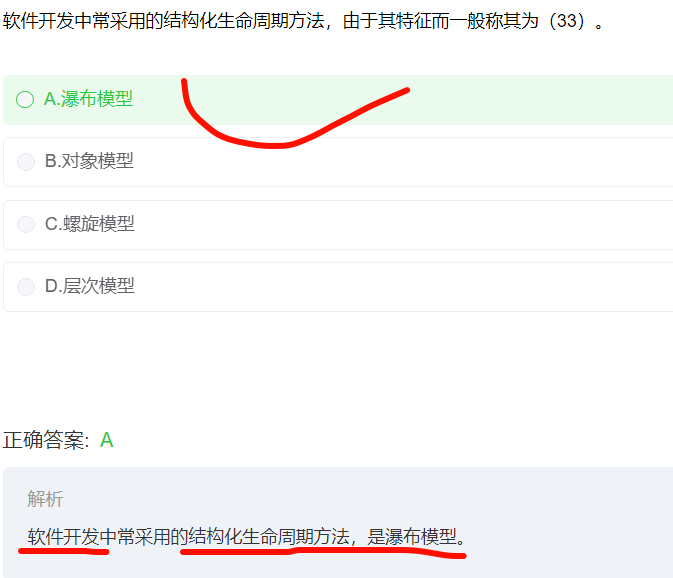 软件开发中常采用的结构化生命周期方法，由于其特征而一般称其为（33）。
A.瀑布模型
B.对象模型
C.螺旋模型
D.层次模型
正确答案: A
解析
软件开发中常采用的结构化生命周期方法，是瀑布模型。